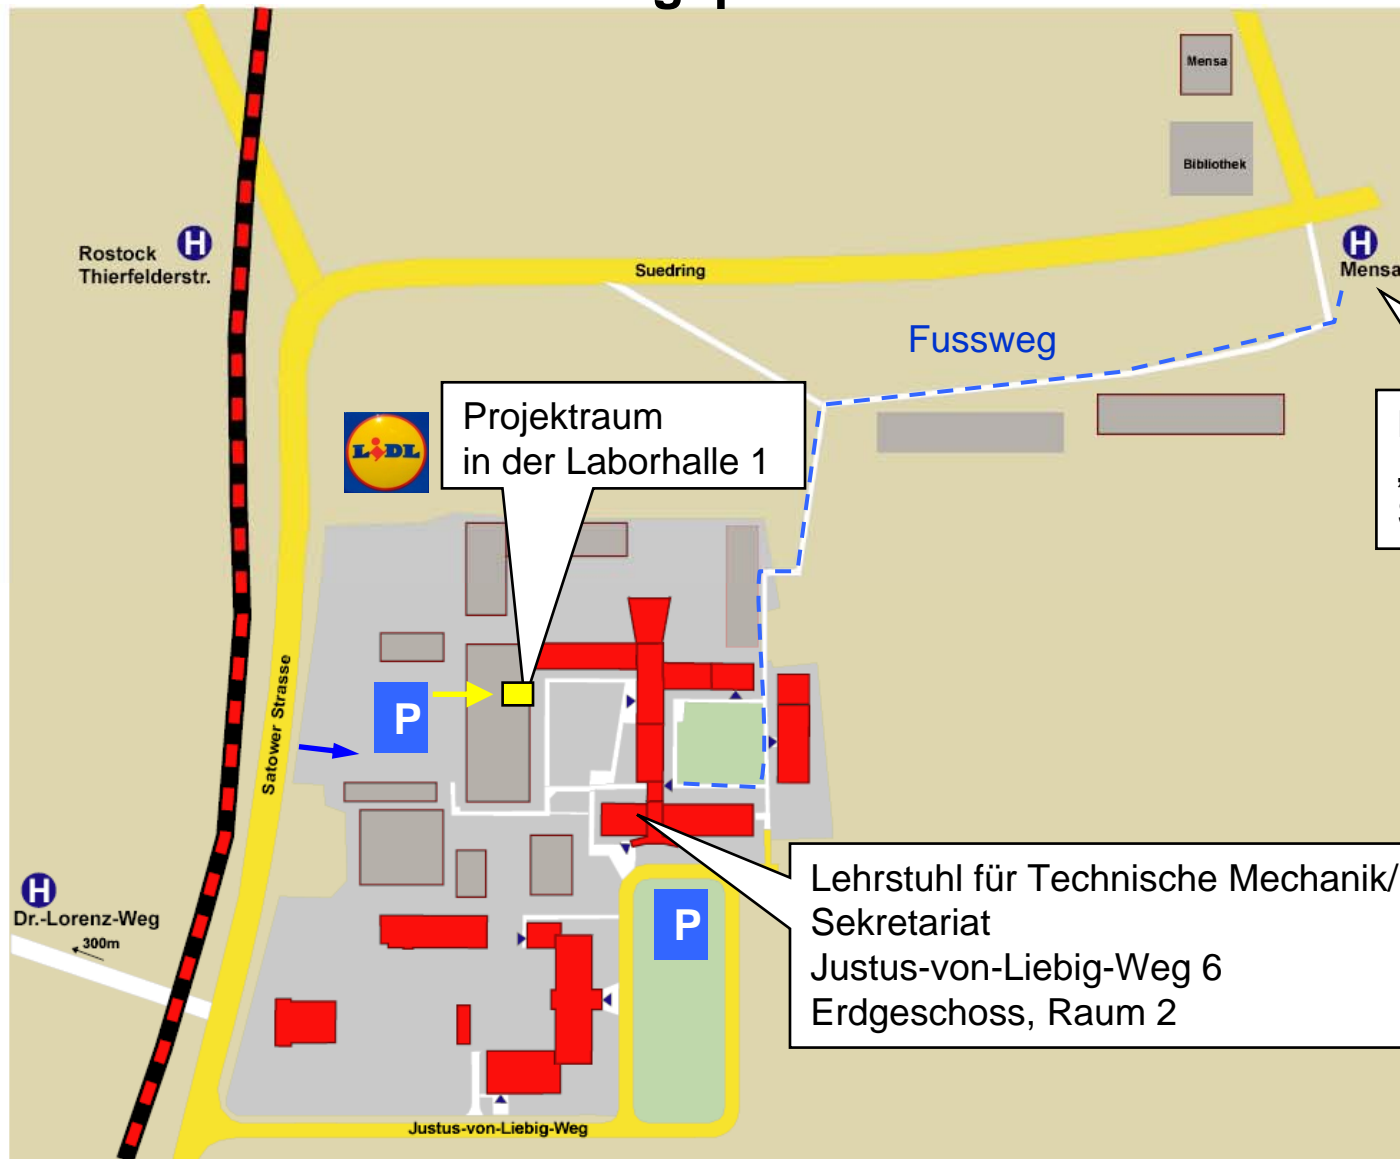 Mensa
Bibliothek
Rostock
Thierfelderstr.
H
Suedring
H
Mensa
Fussweg
LIDL
Projektraum
in der Laborhalle 1
Satower Strasse
P
H
Dr.-Lorenz-Weg
300m
P
Lehrstuhl für Technische Mechanik/
Sekretariat
Justus-von-Liebig-Weg 6
Erdgeschoss, Raum 2
Justus-von-Liebig-Weg